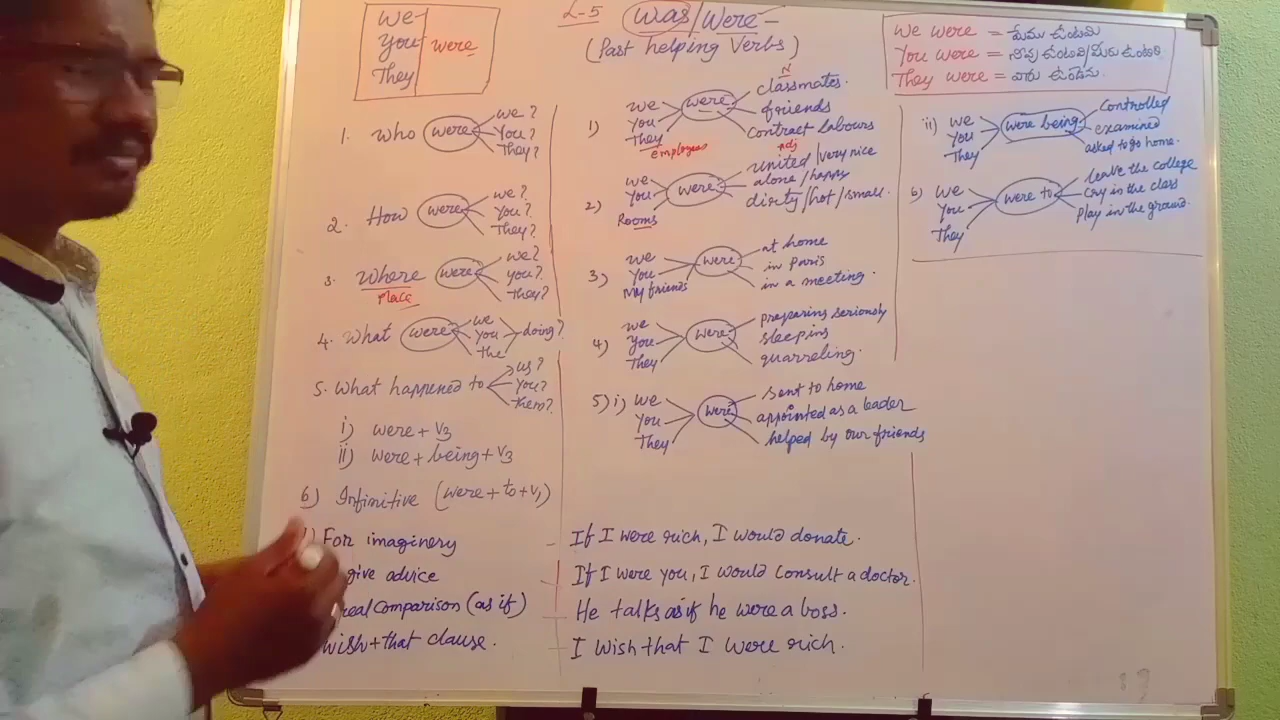 We
You
They
were
L-5 was/were -
(Past helping Verbs)
We were = మేము ఉంటిమి
You were = నీవు ఉంటివి/మీరు ఉంటిరి
They were = వారు ఉండెను.
1. Who were
we?
You?
They?
2. How were
we?
You?
They?
3. Where were
place
we?
you?
they?
4. What were
we
you
the
doing?
5. What happened to
us?
You?
them?
i) were + V3
ii) were + being + V3
6) Infinitive (were + to + V1)
1)
we
You
They
employees
were
N
classmates.
friends
contract labours
adj
2)
we
You
Rooms
were
united/very nice
alone/happy
dirty/hot/small.
3)
we
You
My friends
were
at home
in Paris
in a meeting.
4)
we
You
They
were
preparing seriously
sleeping
quarreling.
5) i)
we
You
They
were
sent to home
appointed as a leader
helped by our friends
ii)
we
You
They
were being
Controlled
examined
asked to go home.
6)
we
You
They
were to
leave the college
cry in the class
play in the ground.
For imaginery - If I were rich, I would donate.
give advice - If I were you, I would consult a doctor.
real comparison (as if) - He talks as if he were a boss.
wish + that clause. - I wish that I were rich.